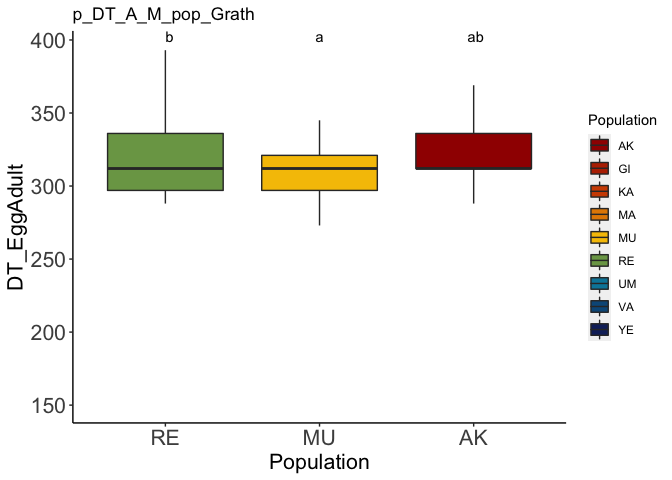 p_DT_A_M_pop_Grath
b a ab
400
350
300
250
200
150
DT_EggAdult
RE MU AK
Population
Population
AK
GI
KA
MA
MU
RE
UM
VA
YE